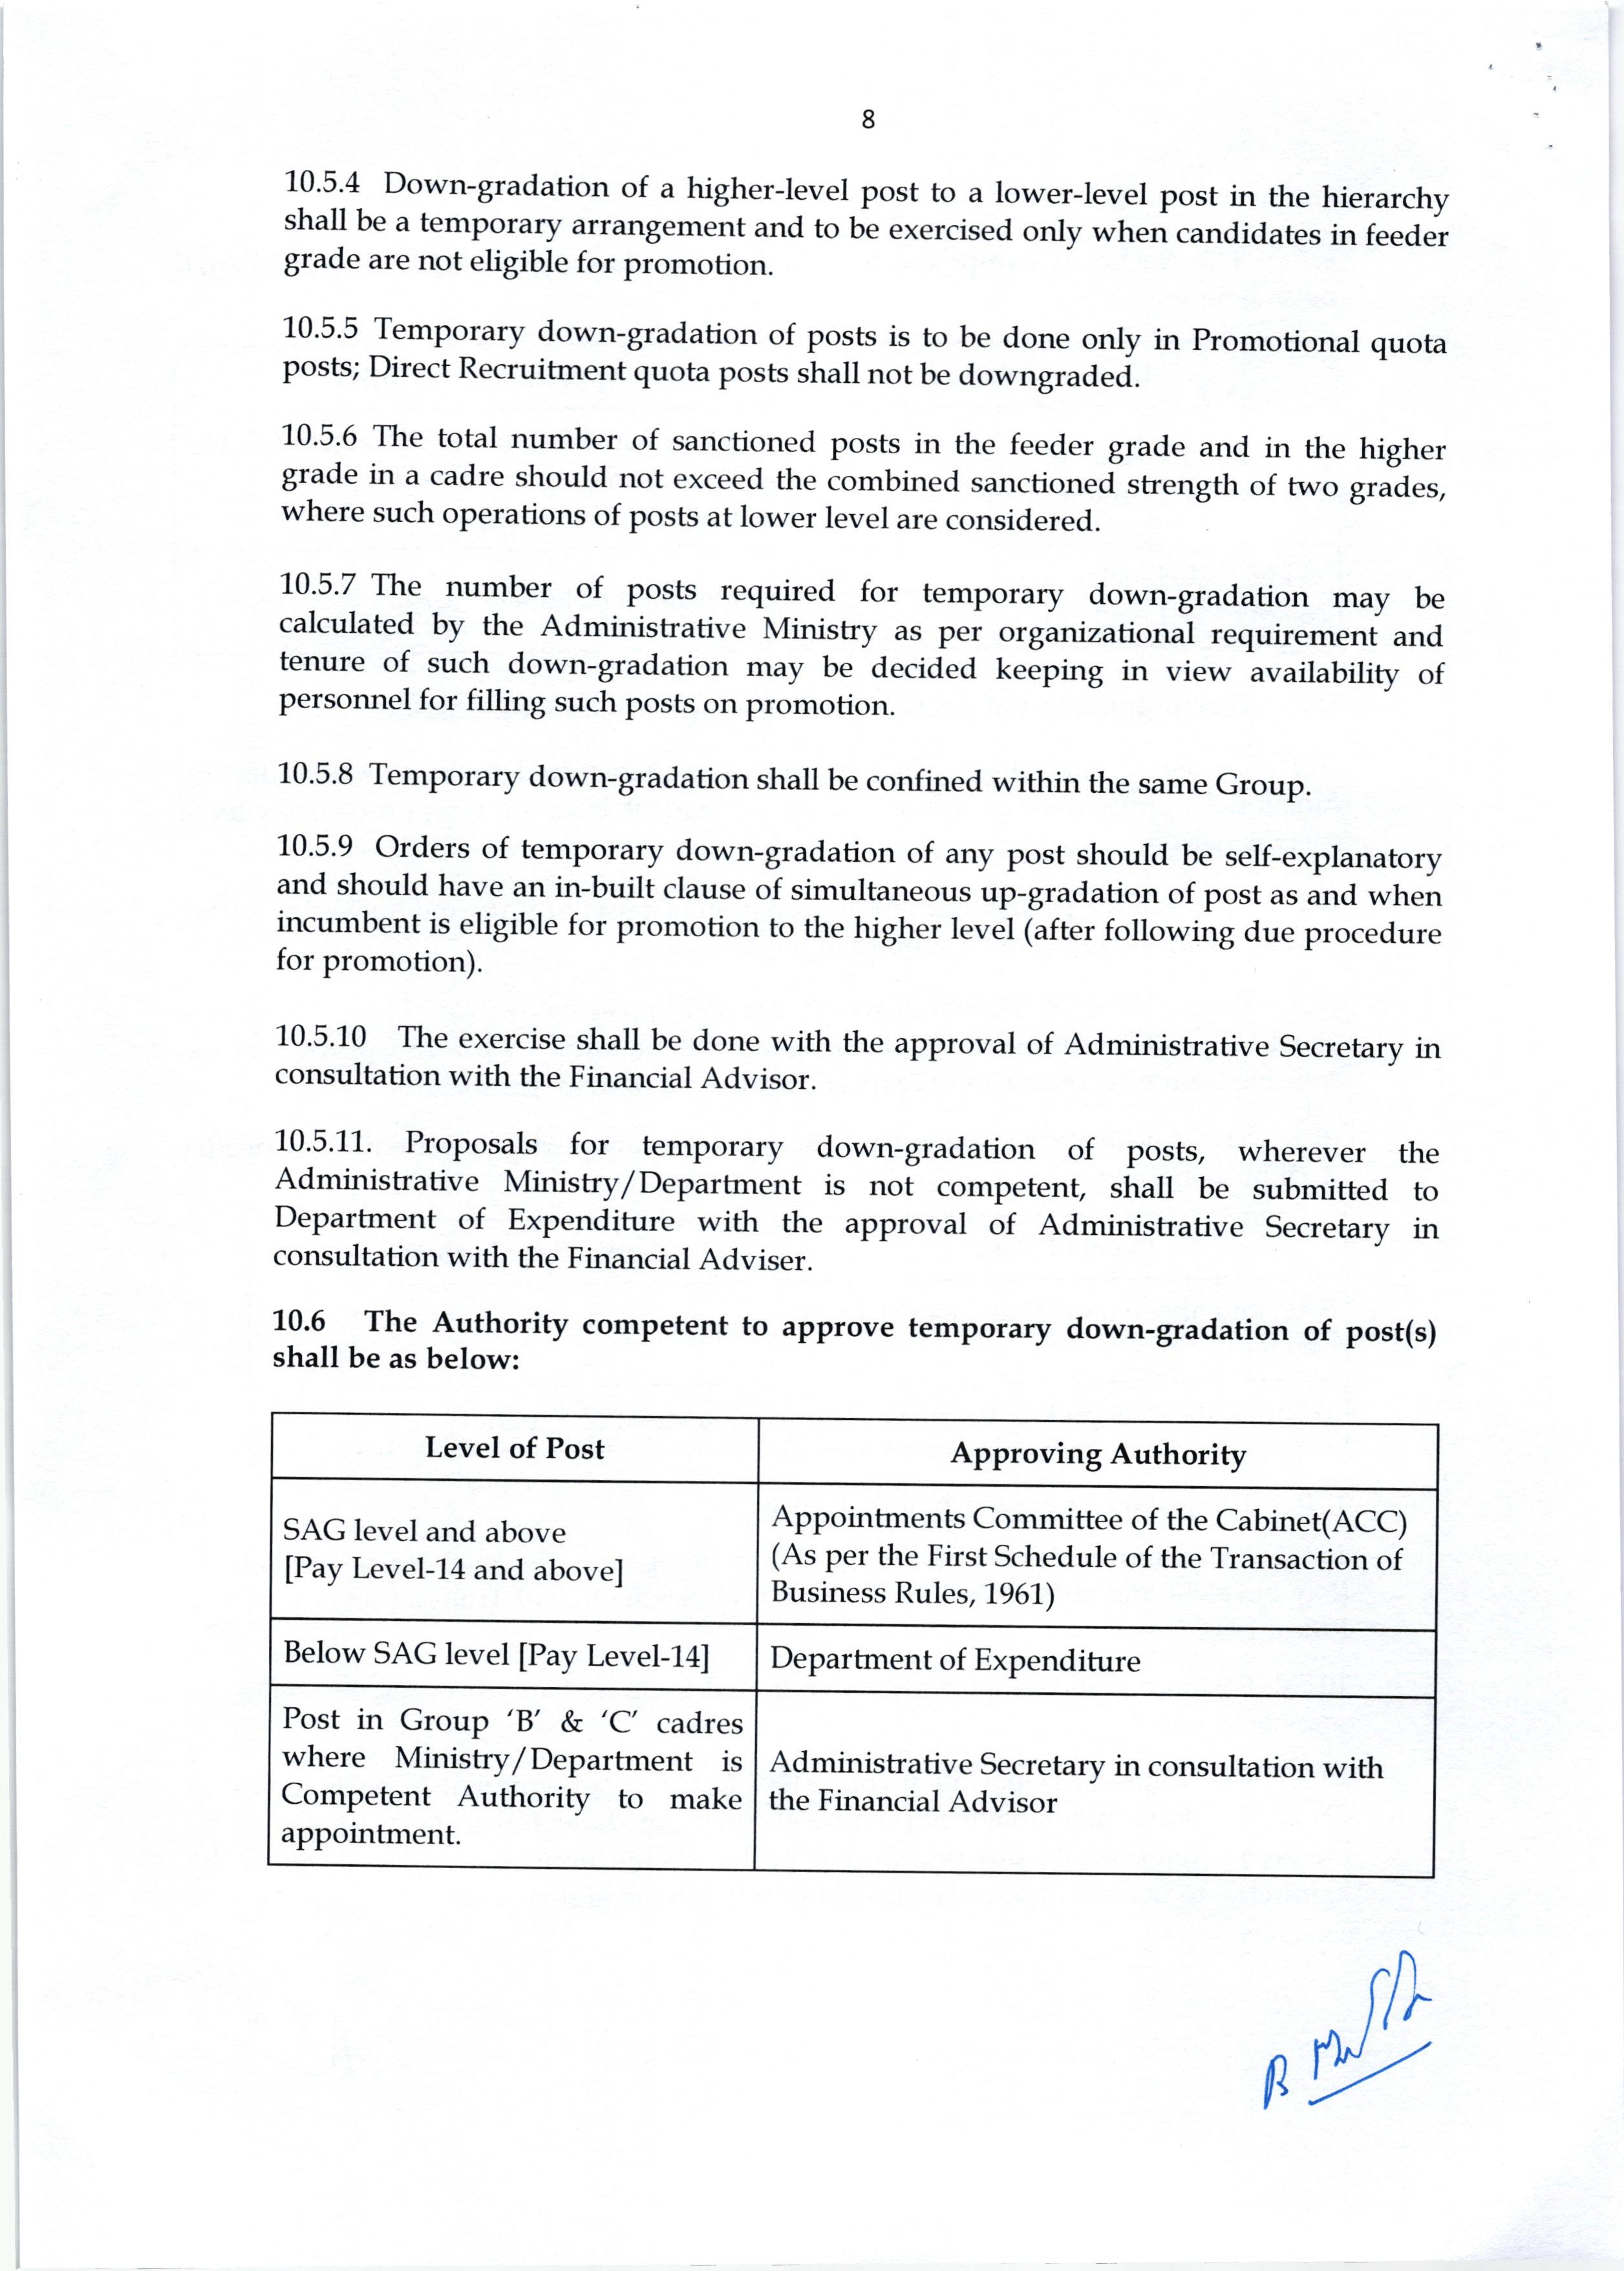 8
10.5.4 Down-gradation of a higher-level post to a lower-level post in the hierarchy
shall be a temporary arrangement and to be exercised only when candidates in feeder
grade are not eligible for promotion.
10.5.5 Temporary down-gradation of posts is to be done only in Promotional quota
posts; Direct Recruitment quota posts shall not be downgraded.
10.5.6 The total number of sanctioned posts in the feeder grade and in the higher
grade in a cadre should not exceed the combined sanctioned strength of two grades,
where such operations of posts at lower level are considered.
10.5.7 The number of posts required for temporary down-gradation may be
calculated by the Administrative Ministry as per organizational requirement and
tenure of such down-gradation may be decided keeping in view availability of
personnel for filling such posts on promotion.
10.5.8 Temporary down-gradation shall be confined within the same Group.
10.5.9 Orders of temporary down-gradation of any post should be self-explanatory
and should have an in-built clause of simultaneous up-gradation of post as and when
incumbent is eligible for promotion to the higher level (after following due procedure
for promotion).
10.5.10 The exercise shall be done with the approval of Administrative Secretary in
consultation with the Financial Advisor.
10.5.11. Proposals for temporary down-gradation of posts, wherever the
Administrative Ministry/Department is not competent, shall be submitted to
Department of Expenditure with the approval of Administrative Secretary in
consultation with the Financial Adviser.
10.6 The Authority competent to approve temporary down-gradation of post(s)
shall be as below:
Level of Post
Approving Authority
SAG level and above
[Pay Level-14 and above]
Appointments Committee of the Cabinet(ACC)
(As per the First Schedule of the Transaction of
Business Rules, 1961)
Below SAG level [Pay Level-14]
Department of Expenditure
Post in Group 'B' & 'C' cadres
where Ministry/Department is
Competent Authority to make
appointment.
Administrative Secretary in consultation with
the Financial Advisor